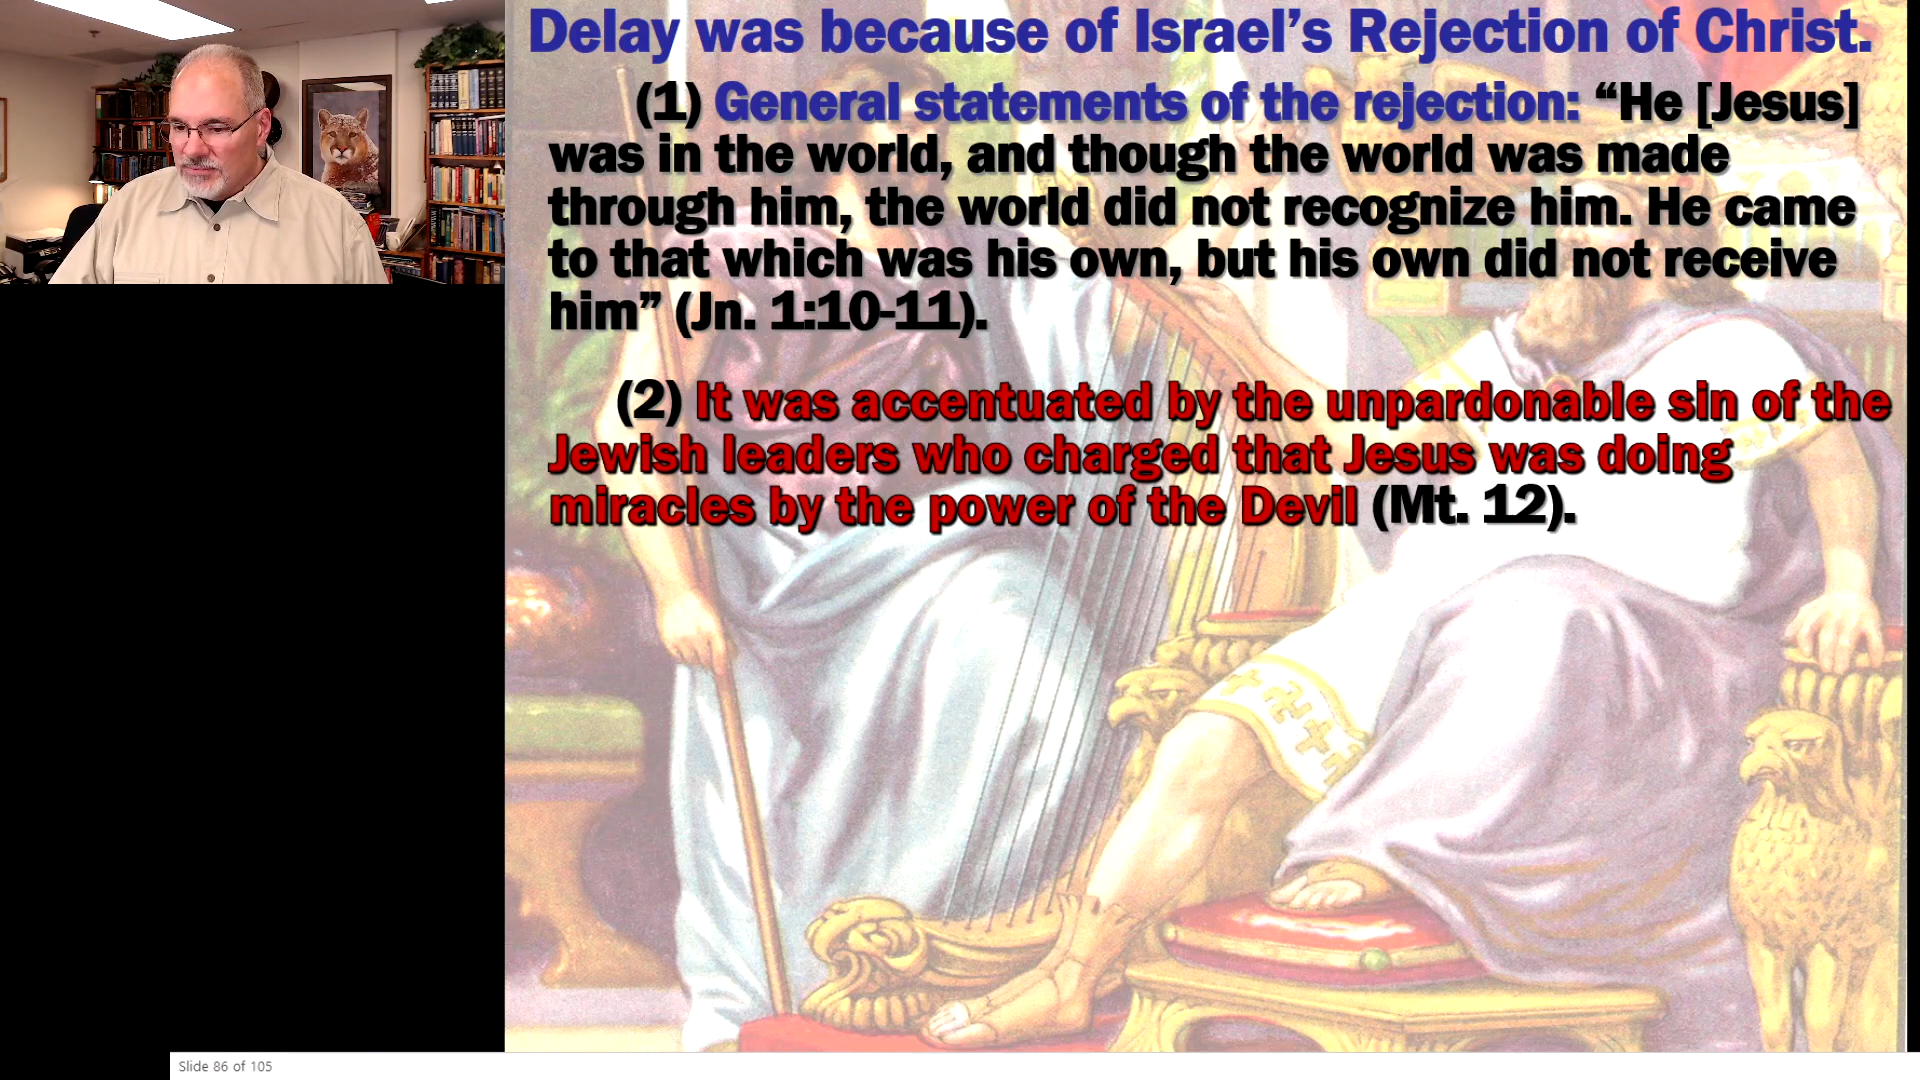 Delay was because of Israel’s Rejection of Christ.
(1) General statements of the rejection: “He [Jesus]
was in the world, and though the world was made
through him, the world did not recognize him. He came
to that which was his own, but his own did not receive
him” (Jn. 1:10-11).
(2) It was accentuated by the unpardonable sin of the
Jewish leaders who charged that Jesus was doing
miracles by the power of the Devil (Mt. 12).
Slide 86 of 105